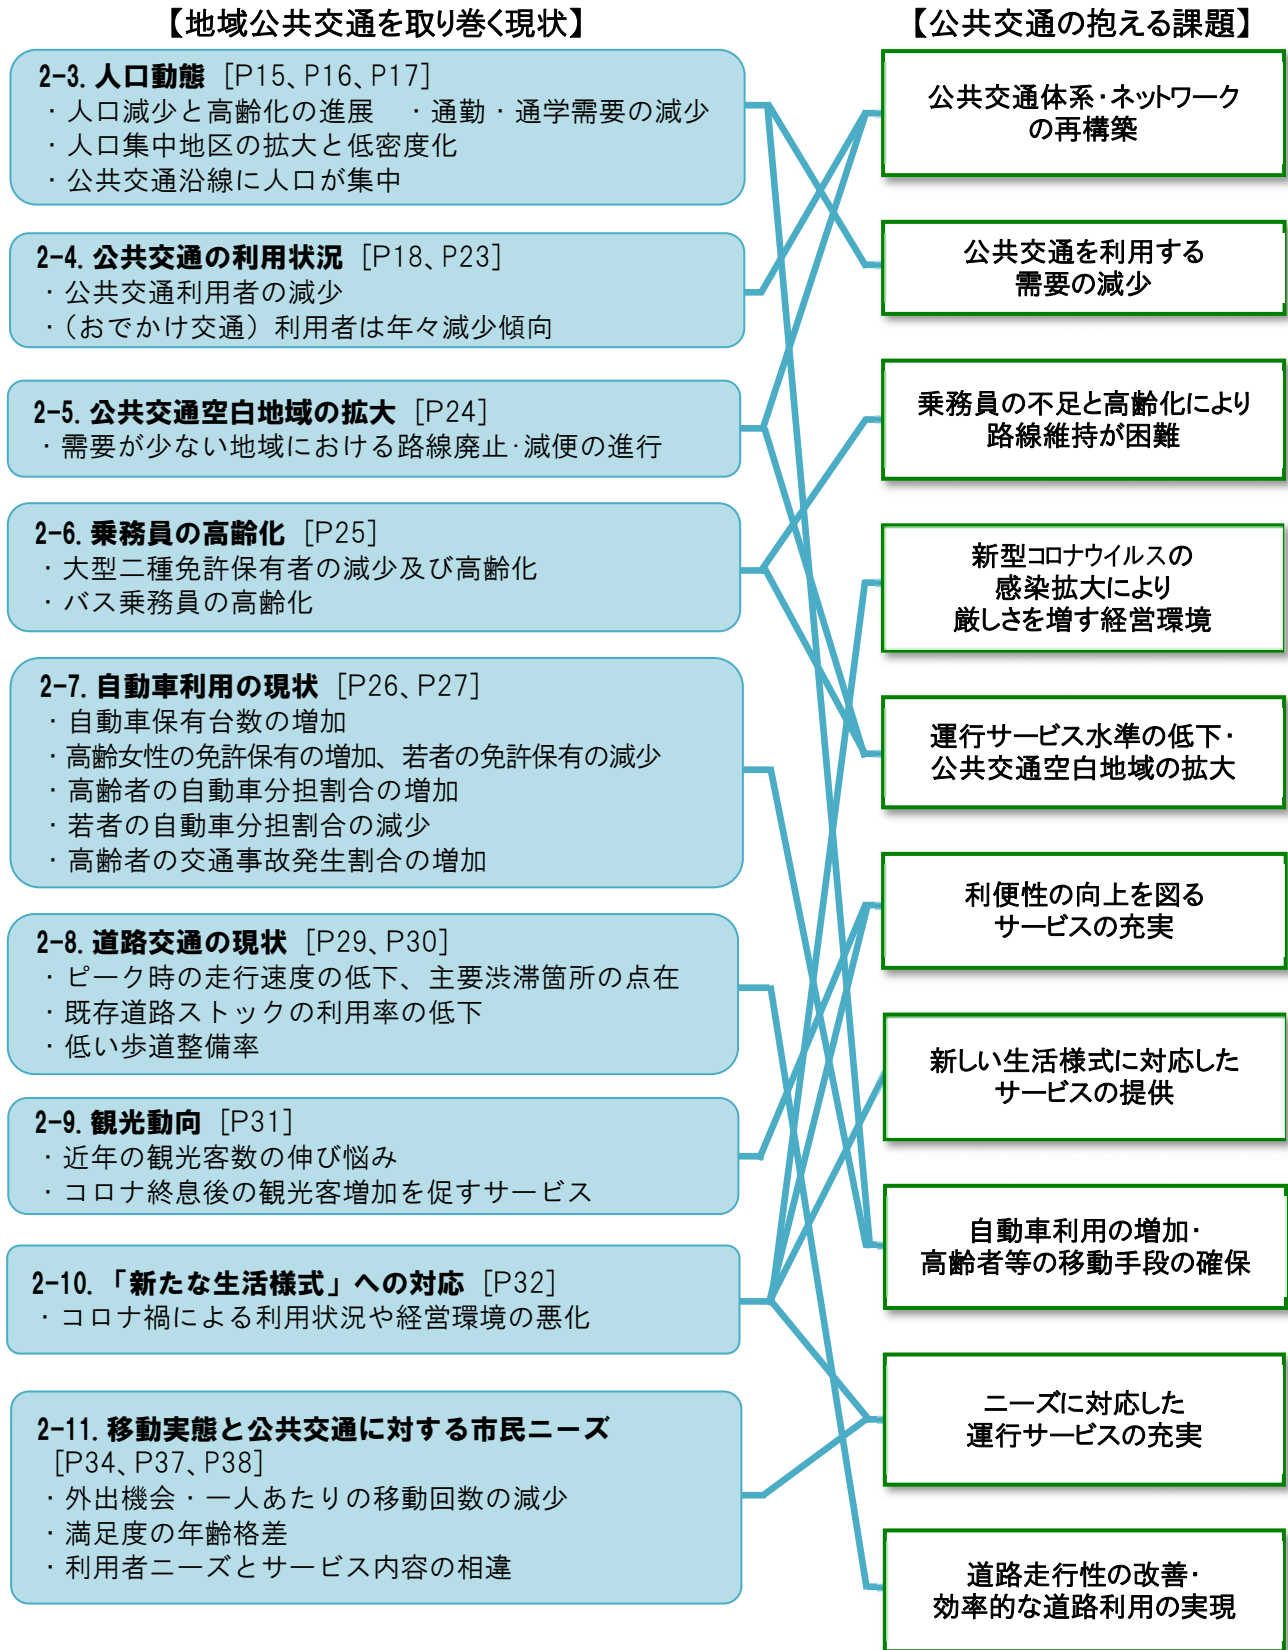 【地域公共交通を取り巻く現状】
2-3. 人口動態 [P15、P16、P17]
・人口減少と高齢化の進展 ・通勤・通学需要の減少
・人口集中地区の拡大と低密度化
・公共交通沿線に人口が集中
2-4. 公共交通の利用状況 [P18、P23]
・公共交通利用者の減少
・（おでかけ交通）利用者は年々減少傾向
2-5. 公共交通空白地域の拡大 [P24]
・需要が少ない地域における路線廃止・減便の進行
2-6. 乗務員の高齢化 [P25]
・大型二種免許保有者の減少及び高齢化
・バス乗務員の高齢化
2-7. 自動車利用の現状 [P26、P27]
・自動車保有台数の増加
・高齢女性の免許保有の増加、若者の免許保有の減少
・高齢者の自動車分担割合の増加
・若者の自動車分担割合の減少
・高齢者の交通事故発生割合の増加
2-8. 道路交通の現状 [P29、P30]
・ピーク時の走行速度の低下、主要渋滞箇所の点在
・既存道路ストックの利用率の低下
・低い歩道整備率
2-9. 観光動向 [P31]
・近年の観光客数の伸び悩み
・コロナ終息後の観光客増加を促すサービス
2-10. 「新たな生活様式」への対応 [P32]
・コロナ禍による利用状況や経営環境の悪化
2-11. 移動実態と公共交通に対する市民ニーズ
[P34、P37、P38]
・外出機会・一人あたりの移動回数の減少
・満足度の年齢格差
・利用者ニーズとサービス内容の相違
【公共交通の抱える課題】
公共交通体系・ネットワーク
の再構築
公共交通を利用する
需要の減少
乗務員の不足と高齢化により
路線維持が困難
新型コロナウイルスの
感染拡大により
厳しさを増す経営環境
運行サービス水準の低下・
公共交通空白地域の拡大
利便性の向上を図る
サービスの充実
新しい生活様式に対応した
サービスの提供
自動車利用の増加・
高齢者等の移動手段の確保
ニーズに対応した
運行サービスの充実
道路走行性の改善・
効率的な道路利用の実現